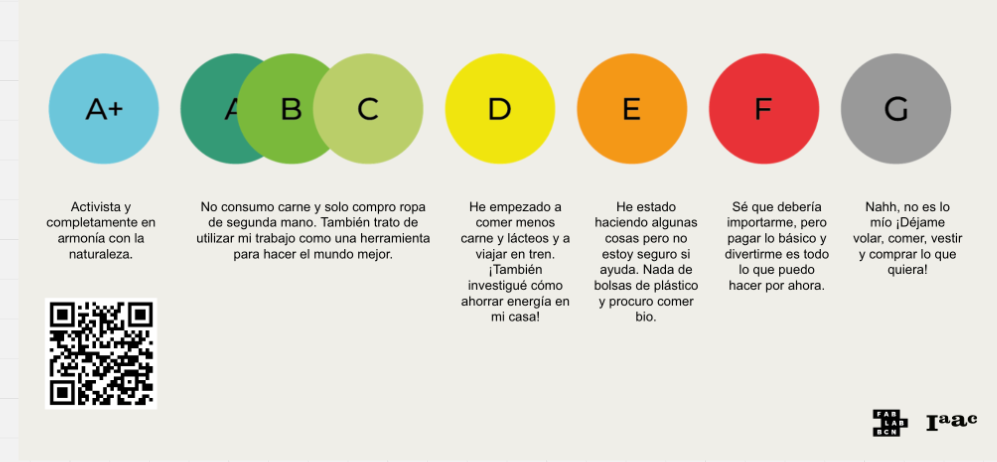 A+
A
B
C
D
E
F
G
Activista y
completamente en
armonía con la
naturaleza.
No consumo carne y solo compro ropa
de segunda mano. También trato de
utilizar mi trabajo como una herramienta
para hacer el mundo mejor.
He empezado a
comer menos
carne y lácteos y a
viajar en tren.
¡También
investigué cómo
ahorrar energía en
mi casa!
He estado
haciendo algunas
cosas pero no
estoy seguro si
ayuda. Nada de
bolsas de plástico
y procuro comer
bio.
Sé que debería
importarme, pero
pagar lo básico y
divertirme es todo
lo que puedo
hacer por ahora.
Nahh, no es lo
mío ¡Déjame
volar, comer, vestir
y comprar lo que
quiera!
FAB
LAB
BCN
Iaac